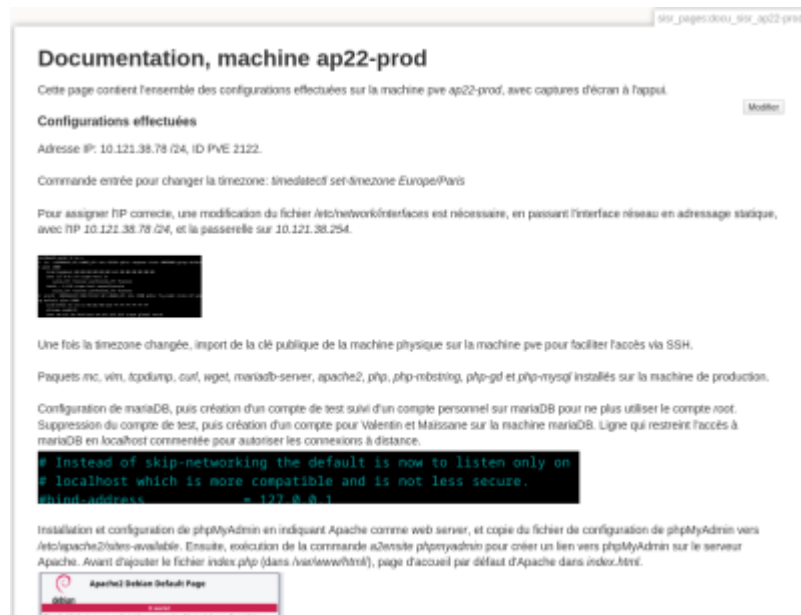 sisr_pages:docu_sisr_ap22-prod
Documentation, machine ap22-prod
Cette page contient l'ensemble des configurations effectuées sur la machine pve ap22-prod, avec captures d'écran à l'appui.
Modifier
Configurations effectuées
Adresse IP: 10.121.38.78 /24, ID PVE 2122.
Commande entrée pour changer la timezone: timedatectl set-timezone Europe/Paris
Pour assigner l'IP correcte, une modification du fichier /etc/network/interfaces est nécessaire, en passant l'interface réseau en adressage statique,
avec l'IP 10.121.38.78 /24, et la passerelle sur 10.121.38.254.
Une fois la timezone changée, import de la clé publique de la machine physique sur la machine pve pour faciliter l'accès via SSH.
Paquets mc, vim, tcpdump, curl, wget, mariadb-server, apache2, php, php-mbstring, php-gd et php-mysql installés sur la machine de production.
Configuration de mariaDB, puis création d'un compte de test suivi d'un compte personnel sur mariaDB pour ne plus utiliser le compte root.
Suppression du compte de test, puis création d'un compte pour Valentin et Maïssane sur la machine mariaDB. Ligne qui restreint l'accès à
mariaDB en localhost commentée pour autoriser les connexions à distance.
# Instead of skip-networking the default is now to listen only on
# localhost which is more compatible and is not less secure.
#bind-address = 127.0.0.1
Installation et configuration de phpMyAdmin en indiquant Apache comme web server, et copie du fichier de configuration de phpMyAdmin vers
/etc/apache2/sites-available. Ensuite, exécution de la commande a2ensite phpmyadmin pour créer un lien vers phpMyAdmin sur le serveur
Apache. Avant d'ajouter le fichier index.php (dans /var/www/html/), page d'accueil par défaut d'Apache dans index.html.
Apache2 Debian Default Page
debian
It works!